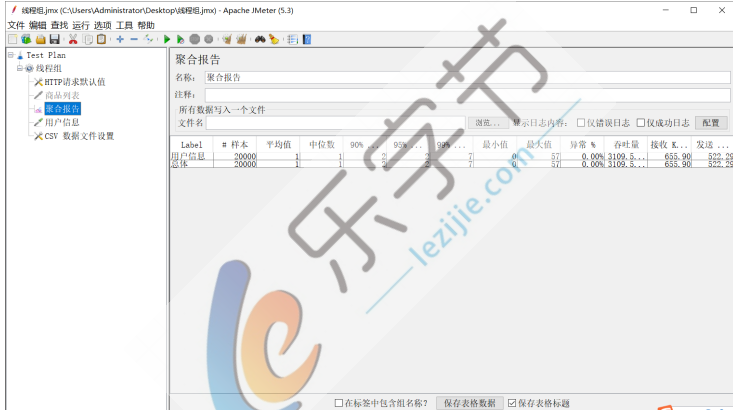 线程组.jmx (C:\Users\Administrator\Desktop\线程组.jmx) - Apache JMeter (5.3)
文件 编辑 查找 运行 选项 工具 帮助
Test Plan
线程组
HTTP请求默认值
商品列表
聚合报告
用户信息
CSV 数据文件设置
聚合报告
名称: 聚合报告
注释:
所有数据写入一个文件
文件名 浏览... 显示日志内容: 仅错误日志 仅成功日志 配置
Label # 样本 平均值 中位数 90% ... 95% ... 99% ... 最小值 最大值 异常 % 吞吐量 接收 K... 发送 ...
用户信息 20000 1 1 2 2 7 0 57 0.00% 3109.5... 655.90 522.29
总体 20000 1 1 2 2 7 0 57 0.00% 3109.5... 655.90 522.29
乐字节
lezijie.com
在标签中包含组名称? 保存表格数据 保存表格标题